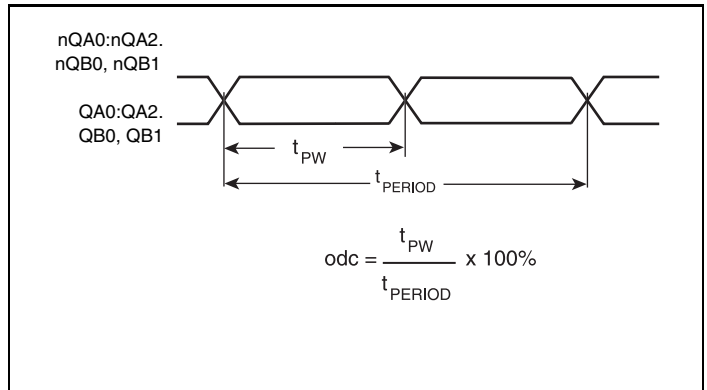 nQA0:nQA2.
nQB0, nQB1
QA0:QA2.
QB0, QB1
tPW
tPERIOD
odc = tPW / tPERIOD x 100%